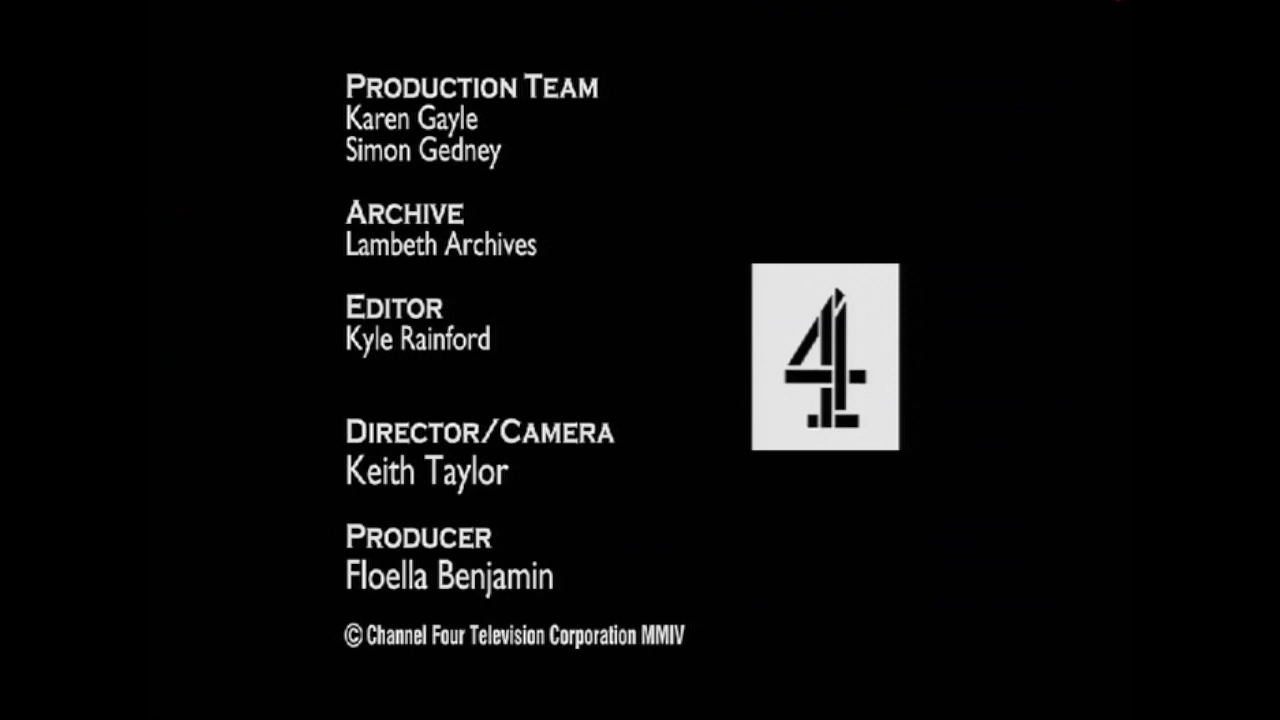 PRODUCTION TEAM
Karen Gayle
Simon Gedney
ARCHIVE
Lambeth Archives
EDITOR
Kyle Rainford
DIRECTOR/CAMERA
Keith Taylor
PRODUCER
Floella Benjamin
© Channel Four Television Corporation MMIV
4